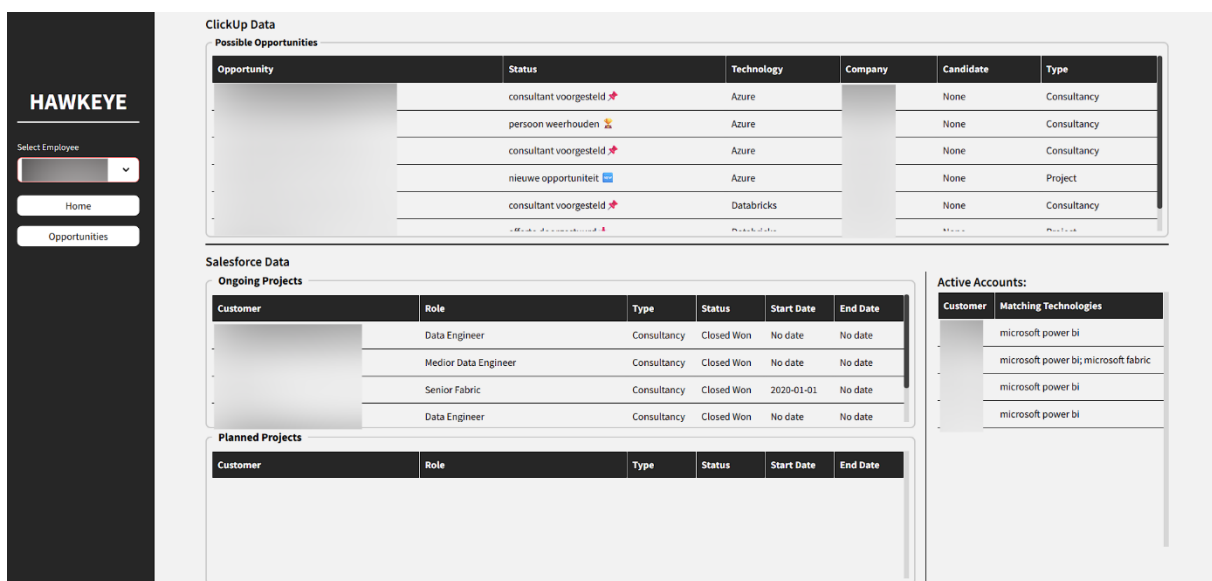 HAWKEYE
Select Employee
Home
Opportunities
ClickUp Data
Possible Opportunities
Opportunity Status Technology Company Candidate Type
consultant voorgesteld 📌 Azure None Consultancy
persoon weerhouden 🏆 Azure None Consultancy
consultant voorgesteld 📌 Azure None Consultancy
nieuwe opportuniteit 🆕 Azure None Project
consultant voorgesteld 📌 Databricks None Consultancy
Salesforce Data
Ongoing Projects
Customer Role Type Status Start Date End Date
Data Engineer Consultancy Closed Won No date No date
Medior Data Engineer Consultancy Closed Won No date No date
Senior Fabric Consultancy Closed Won 2020-01-01 No date
Data Engineer Consultancy Closed Won No date No date
Planned Projects
Customer Role Type Status Start Date End Date
Active Accounts:
Customer Matching Technologies
microsoft power bi
microsoft power bi; microsoft fabric
microsoft power bi
microsoft power bi